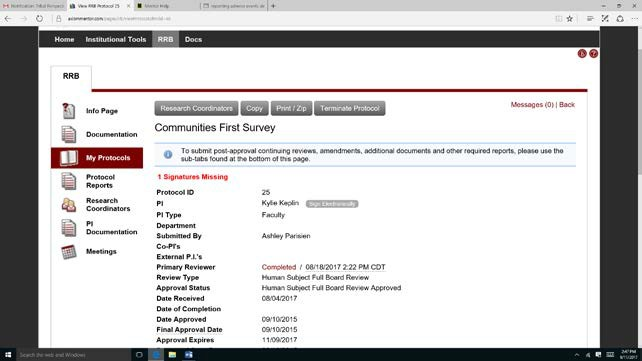 Notification: Tribal Research
View RRB Protocol 25
Mentor Help
reporting adverse events de
axiommentor.com
Home Institutional Tools RRB Docs
RRB
Messages (0) | Back
Info Page
Documentation
My Protocols
Protocol Reports
Research Coordinators
PI Documentation
Meetings
Research Coordinators Copy Print / Zip Terminate Protocol
Communities First Survey
To submit post-approval continuing reviews, amendments, additional documents and other required reports, please use the
sub-tabs found at the bottom of this page.
1 Signatures Missing
Protocol ID 25
PI Kylie Keplin Sign Electronically
PI Type Faculty
Department
Submitted By Ashley Parisien
Co-PI's
External P.I.'s
Primary Reviewer Completed / 08/18/2017 2:22 PM CDT
Review Type Human Subject Full Board Review
Approval Status Human Subject Full Board Review Approved
Date Received 08/04/2017
Date of Completion
Date Approved 09/10/2015
Final Approval Date 09/10/2015
Approval Expires 11/09/2017
Search the web and Windows
2:47 PM